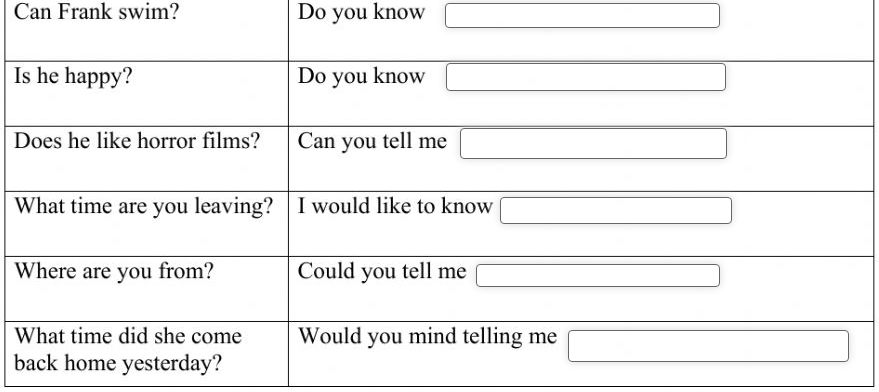 Can Frank swim? Do you know
Is he happy? Do you know
Does he like horror films? Can you tell me
What time are you leaving? I would like to know
Where are you from? Could you tell me
What time did she come Would you mind telling me
back home yesterday?